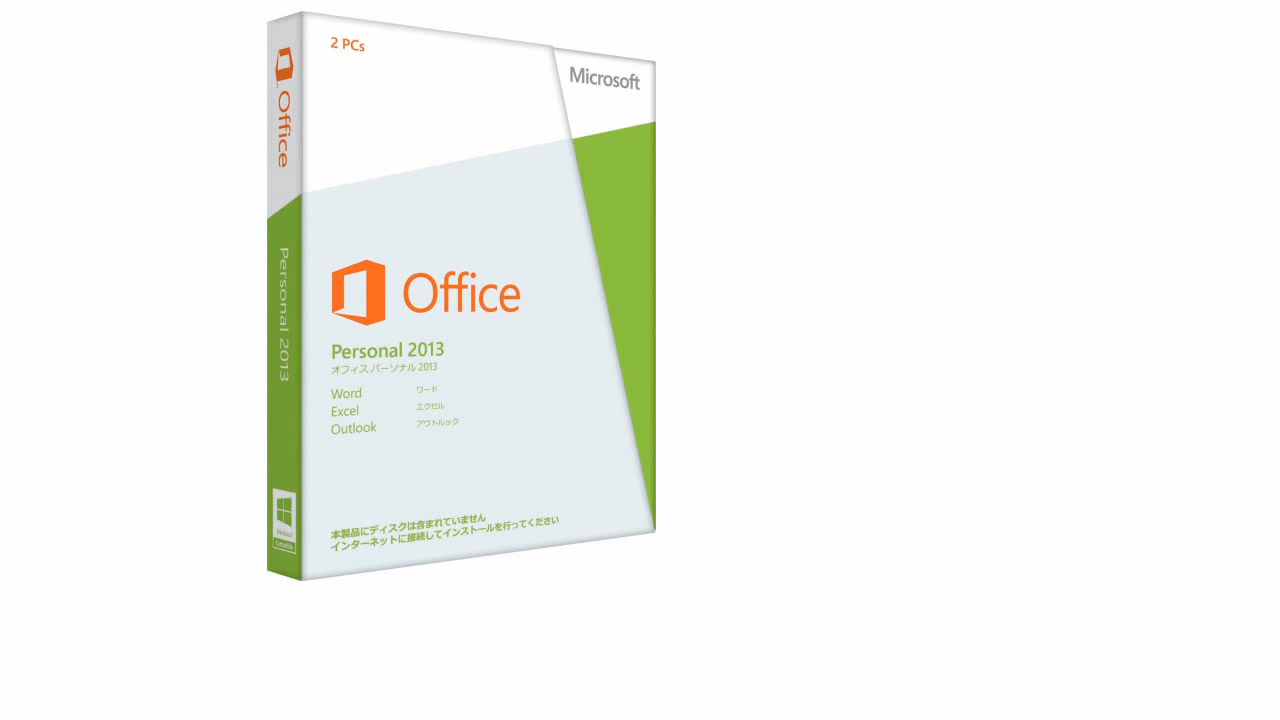 2 PCs
Microsoft
Office
Personal 2013
Office
Personal 2013
オフィス パーソナル 2013
Word ワード
Excel エクセル
Outlook アウトルック
本製品にディスクは含まれていません
インターネットに接続してインストールを行ってください